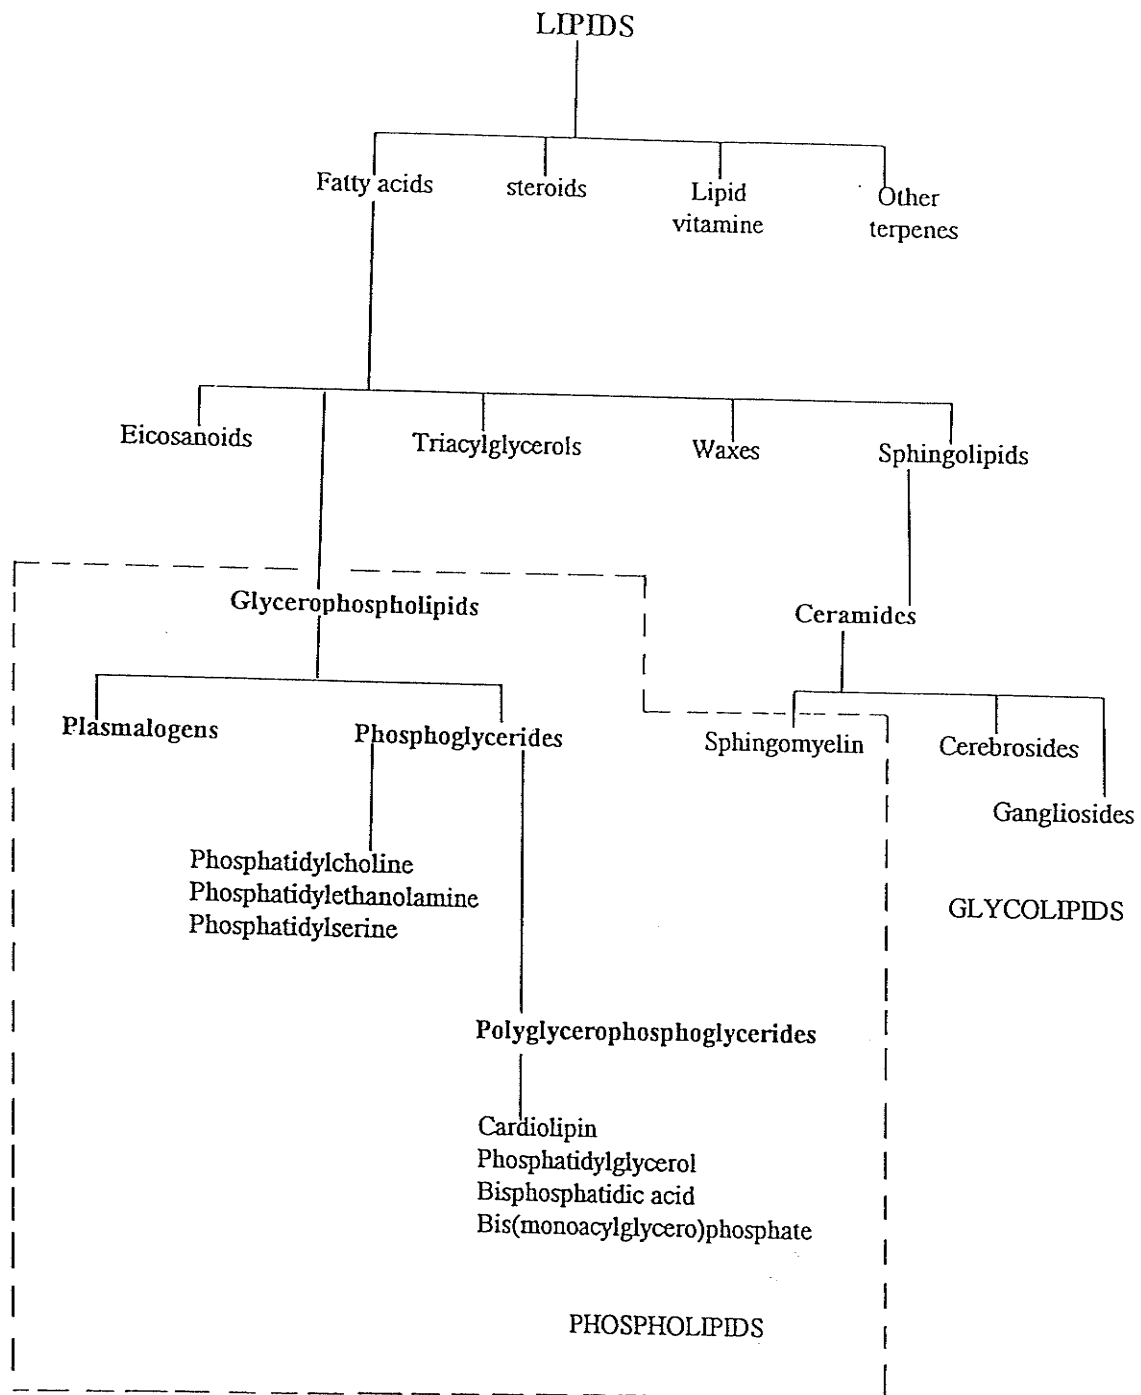 LIPIDS
Fatty acids
steroids
Lipid
vitamine
Other
terpenes
Eicosanoids
Triacylglycerols
Waxes
Sphingolipids
Glycerophospholipids
Ceramides
Plasmalogens
Phosphoglycerides
Sphingomyelin
Cerebrosides
Gangliosides
Phosphatidylcholine
Phosphatidylethanolamine
Phosphatidylserine
GLYCOLIPIDS
Polyglycerophosphoglycerides
Cardiolipin
Phosphatidylglycerol
Bisphosphatidic acid
Bis(monoacylglycero)phosphate
PHOSPHOLIPIDS